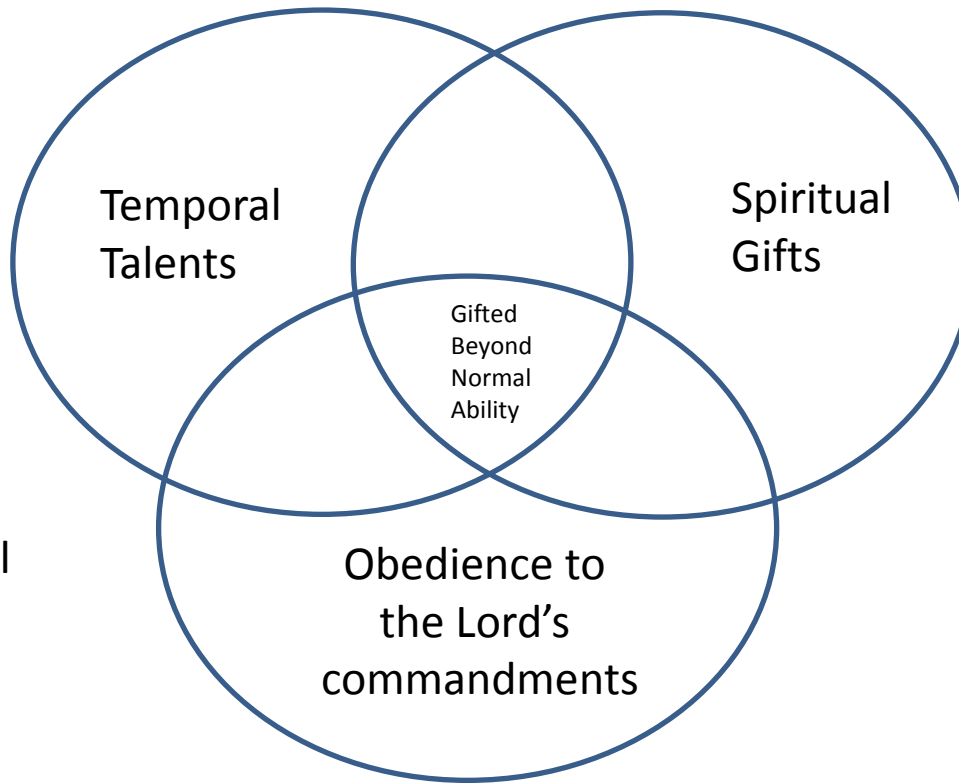 Temporal
Talents
Spiritual
Gifts
Gifted
Beyond
Normal
Ability
Obedience to
the Lord’s
commandments